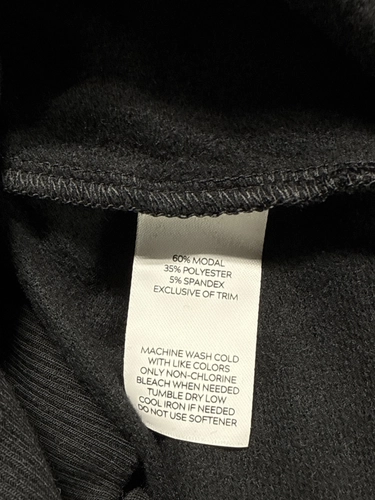 60% MODAL
35% POLYESTER
5% SPANDEX
EXCLUSIVE OF TRIM
MACHINE WASH COLD
WITH LIKE COLORS
ONLY NON-CHLORINE
BLEACH WHEN NEEDED
TUMBLE DRY LOW
COOL IRON IF NEEDED
DO NOT USE SOFTENER